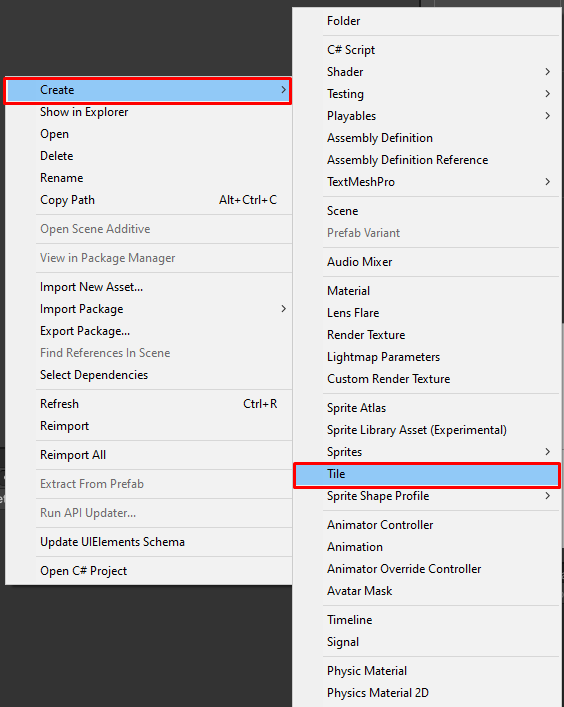 Create
Show in Explorer
Open
Delete
Rename
Copy Path Alt+Ctrl+C
Open Scene Additive
View in Package Manager
Import New Asset...
Import Package
Export Package...
Find References In Scene
Select Dependencies
Refresh Ctrl+R
Reimport
Reimport All
Extract From Prefab
Run API Updater...
Update UIElements Schema
Open C# Project
Folder
C# Script
Shader
Testing
Playables
Assembly Definition
Assembly Definition Reference
TextMeshPro
Scene
Prefab Variant
Audio Mixer
Material
Lens Flare
Render Texture
Lightmap Parameters
Custom Render Texture
Sprite Atlas
Sprite Library Asset (Experimental)
Sprites
Tile
Sprite Shape Profile
Animator Controller
Animation
Animator Override Controller
Avatar Mask
Timeline
Signal
Physic Material
Physics Material 2D